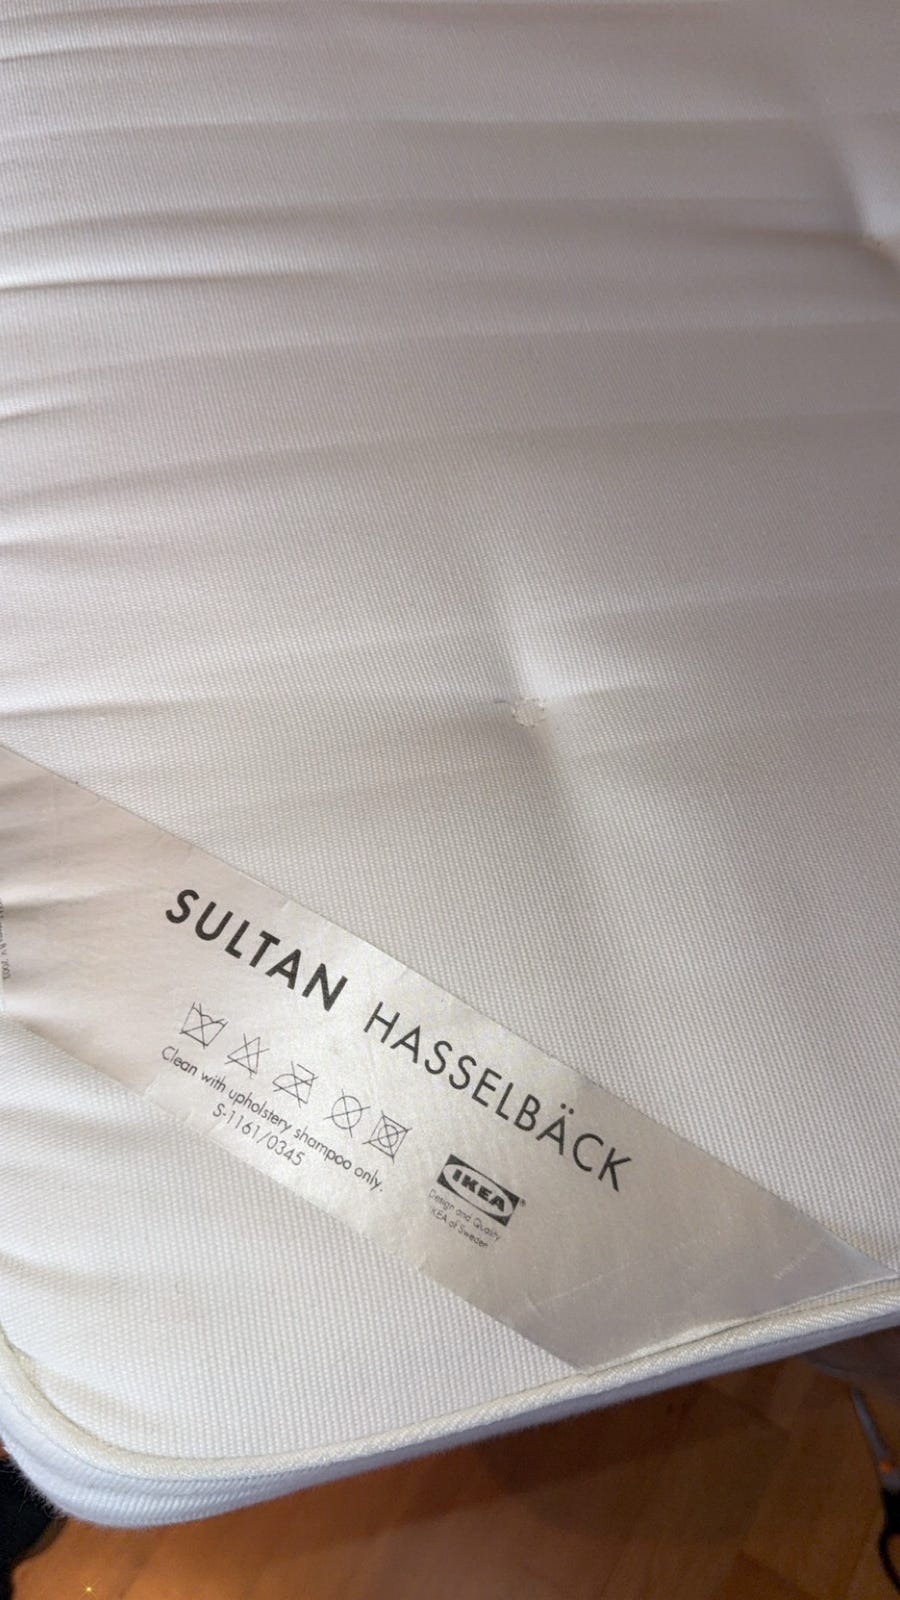 SULTAN HASSELBÄCK
Clean with upholstery shampoo only.
S-1161/0345
IKEA®
Design and Quality
IKEA of Sweden